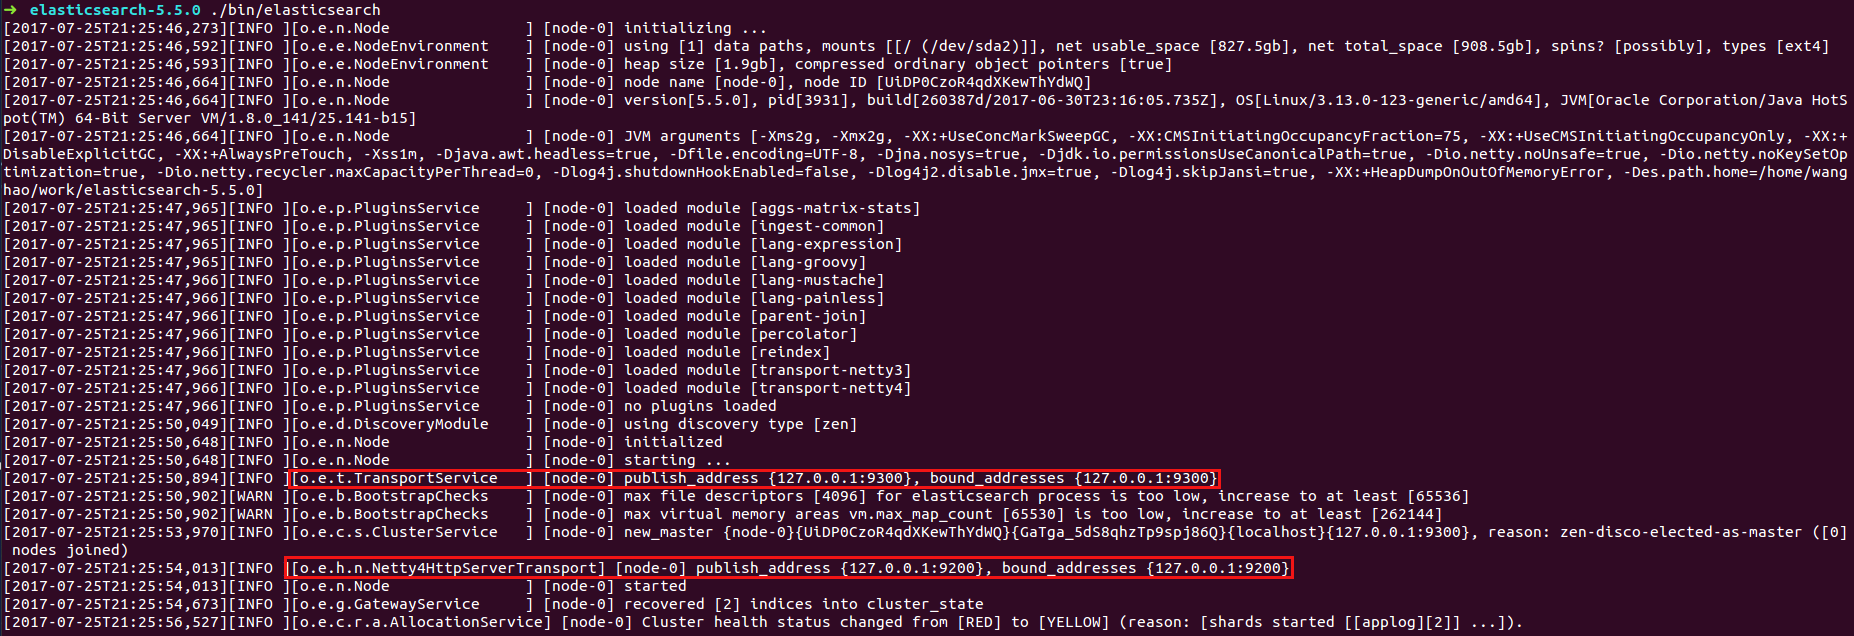 ➜  elasticsearch-5.5.0 ./bin/elasticsearch
[2017-07-25T21:25:46,273][INFO ][o.e.n.Node               ] [node-0] initializing ...
[2017-07-25T21:25:46,592][INFO ][o.e.e.NodeEnvironment    ] [node-0] using [1] data paths, mounts [[/ (/dev/sda2)]], net usable_space [827.5gb], net total_space [908.5gb], spins? [possibly], types [ext4]
[2017-07-25T21:25:46,593][INFO ][o.e.e.NodeEnvironment    ] [node-0] heap size [1.9gb], compressed ordinary object pointers [true]
[2017-07-25T21:25:46,664][INFO ][o.e.n.Node               ] [node-0] node name [node-0], node ID [UiDP0CzoR4qdXKewThYdWQ]
[2017-07-25T21:25:46,664][INFO ][o.e.n.Node               ] [node-0] version[5.5.0], pid[3931], build[260387d/2017-06-30T23:16:05.735Z], OS[Linux/3.13.0-123-generic/amd64], JVM[Oracle Corporation/Java HotS
pot(TM) 64-Bit Server VM/1.8.0_141/25.141-b15]
[2017-07-25T21:25:46,664][INFO ][o.e.n.Node               ] [node-0] JVM arguments [-Xms2g, -Xmx2g, -XX:+UseConcMarkSweepGC, -XX:CMSInitiatingOccupancyFraction=75, -XX:+UseCMSInitiatingOccupancyOnly, -XX:+
DisableExplicitGC, -XX:+AlwaysPreTouch, -Xss1m, -Djava.awt.headless=true, -Dfile.encoding=UTF-8, -Djna.nosys=true, -Djdk.io.permissionsUseCanonicalPath=true, -Dio.netty.noUnsafe=true, -Dio.netty.noKeySetOp
timization=true, -Dio.netty.recycler.maxCapacityPerThread=0, -Dlog4j.shutdownHookEnabled=false, -Dlog4j2.disable.jmx=true, -Dlog4j.skipJansi=true, -XX:+HeapDumpOnOutOfMemoryError, -Des.path.home=/home/wang
hao/work/elasticsearch-5.5.0]
[2017-07-25T21:25:47,965][INFO ][o.e.p.PluginsService     ] [node-0] loaded module [aggs-matrix-stats]
[2017-07-25T21:25:47,965][INFO ][o.e.p.PluginsService     ] [node-0] loaded module [ingest-common]
[2017-07-25T21:25:47,965][INFO ][o.e.p.PluginsService     ] [node-0] loaded module [lang-expression]
[2017-07-25T21:25:47,965][INFO ][o.e.p.PluginsService     ] [node-0] loaded module [lang-groovy]
[2017-07-25T21:25:47,966][INFO ][o.e.p.PluginsService     ] [node-0] loaded module [lang-mustache]
[2017-07-25T21:25:47,966][INFO ][o.e.p.PluginsService     ] [node-0] loaded module [lang-painless]
[2017-07-25T21:25:47,966][INFO ][o.e.p.PluginsService     ] [node-0] loaded module [parent-join]
[2017-07-25T21:25:47,966][INFO ][o.e.p.PluginsService     ] [node-0] loaded module [percolator]
[2017-07-25T21:25:47,966][INFO ][o.e.p.PluginsService     ] [node-0] loaded module [reindex]
[2017-07-25T21:25:47,966][INFO ][o.e.p.PluginsService     ] [node-0] loaded module [transport-netty3]
[2017-07-25T21:25:47,966][INFO ][o.e.p.PluginsService     ] [node-0] loaded module [transport-netty4]
[2017-07-25T21:25:47,966][INFO ][o.e.p.PluginsService     ] [node-0] no plugins loaded
[2017-07-25T21:25:50,049][INFO ][o.e.d.DiscoveryModule    ] [node-0] using discovery type [zen]
[2017-07-25T21:25:50,648][INFO ][o.e.n.Node               ] [node-0] initialized
[2017-07-25T21:25:50,648][INFO ][o.e.n.Node               ] [node-0] starting ...
[2017-07-25T21:25:50,894][INFO ][o.e.t.TransportService   ] [node-0] publish_address {127.0.0.1:9300}, bound_addresses {127.0.0.1:9300}
[2017-07-25T21:25:50,902][WARN ][o.e.b.BootstrapChecks    ] [node-0] max file descriptors [4096] for elasticsearch process is too low, increase to at least [65536]
[2017-07-25T21:25:50,902][WARN ][o.e.b.BootstrapChecks    ] [node-0] max virtual memory areas vm.max_map_count [65530] is too low, increase to at least [262144]
[2017-07-25T21:25:53,970][INFO ][o.e.c.s.ClusterService   ] [node-0] new_master {node-0}{UiDP0CzoR4qdXKewThYdWQ}{GaTga_5dS8qhzTp9spj86Q}{localhost}{127.0.0.1:9300}, reason: zen-disco-elected-as-master ([0]
 nodes joined)
[2017-07-25T21:25:54,013][INFO ][o.e.h.n.Netty4HttpServerTransport] [node-0] publish_address {127.0.0.1:9200}, bound_addresses {127.0.0.1:9200}
[2017-07-25T21:25:54,013][INFO ][o.e.n.Node               ] [node-0] started
[2017-07-25T21:25:54,673][INFO ][o.e.g.GatewayService     ] [node-0] recovered [2] indices into cluster_state
[2017-07-25T21:25:56,527][INFO ][o.e.c.r.a.AllocationService] [node-0] Cluster health status changed from [RED] to [YELLOW] (reason: [shards started [[applog][2]] ...]).